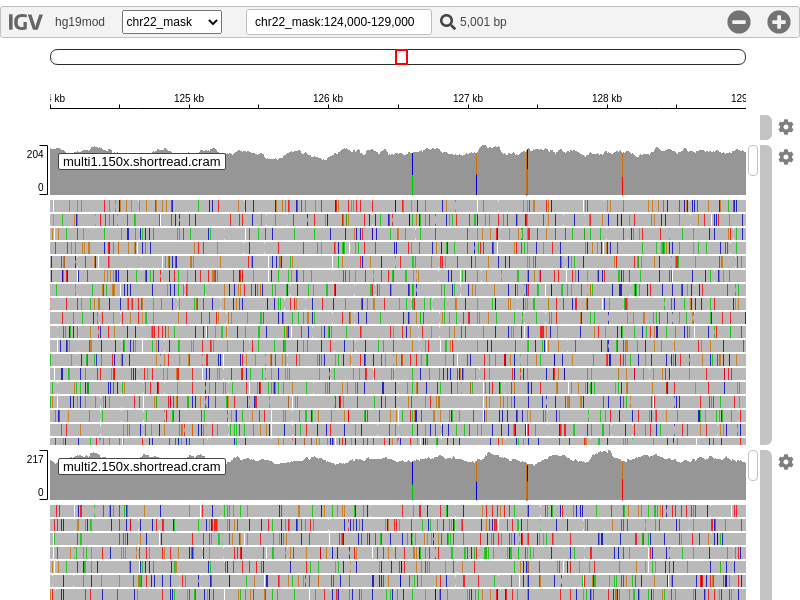 IGV hg19mod chr22_mask chr22_mask:124,000-129,000 5,001 bp
kb 125 kb 126 kb 127 kb 128 kb 129
204 multi1.150x.shortread.cram
0
217 multi2.150x.shortread.cram
0